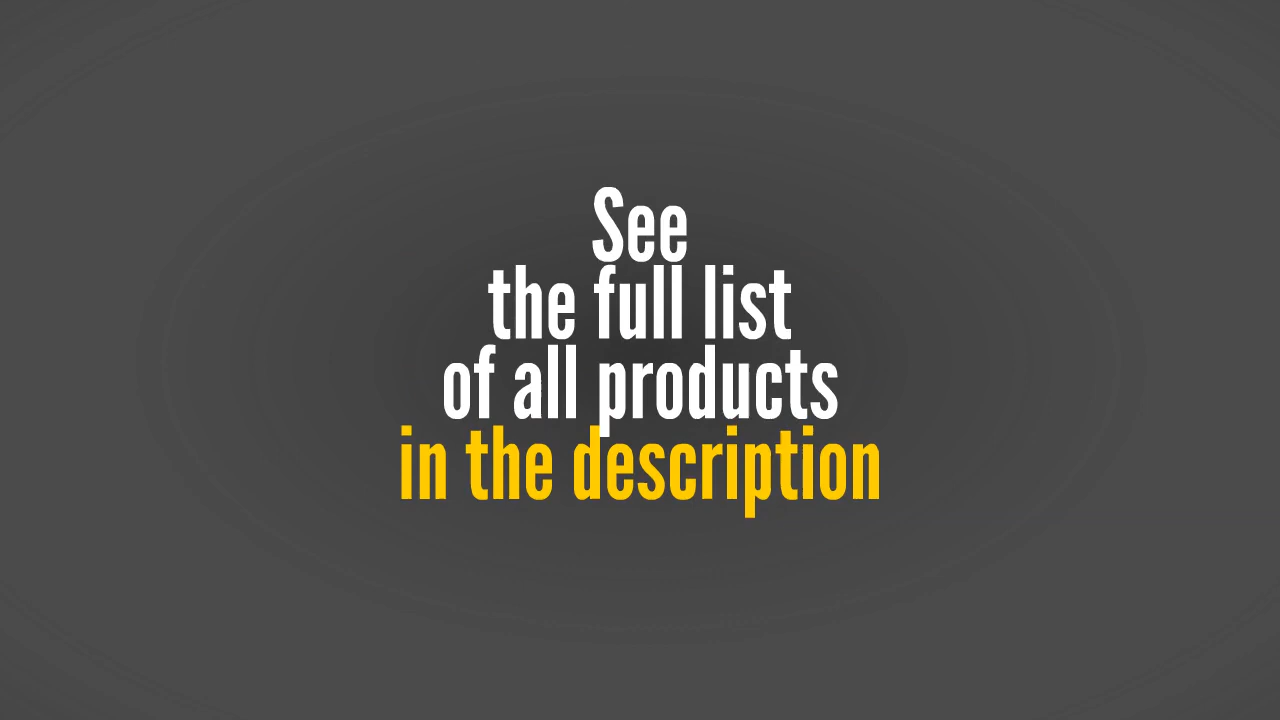 See
the full list
of all products
in the description